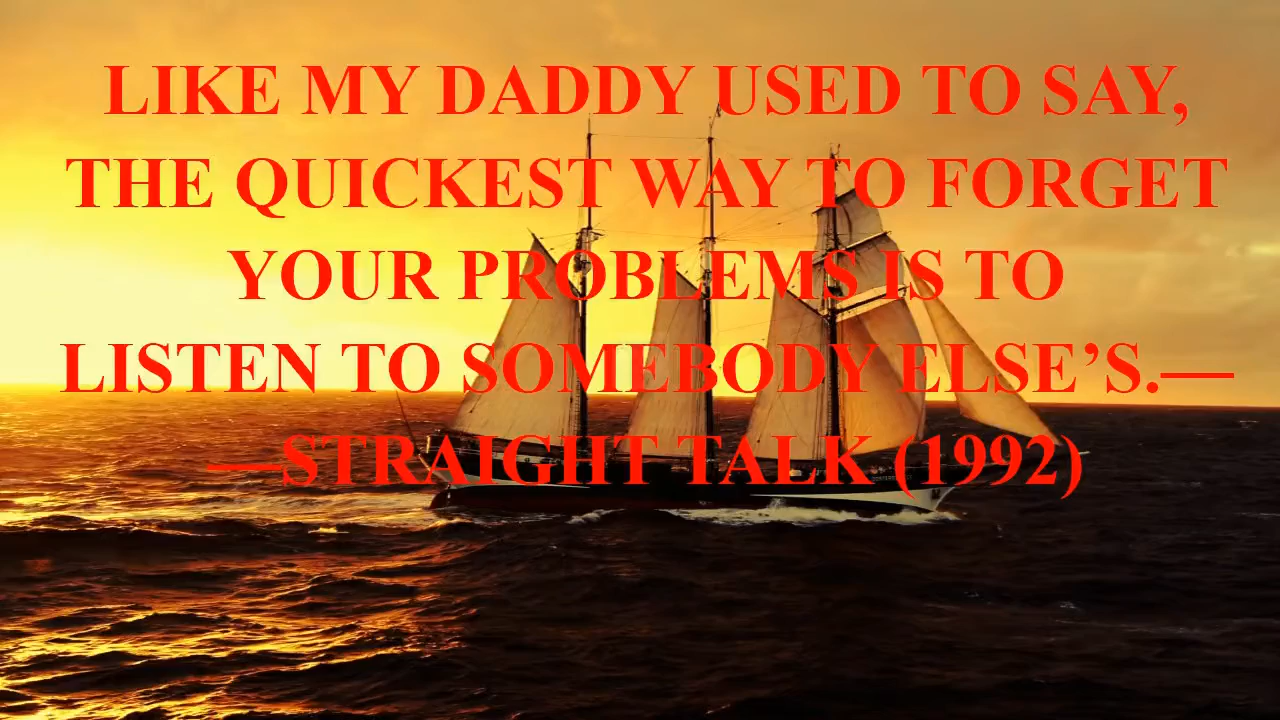 LIKE MY DADDY USED TO SAY,
THE QUICKEST WAY TO FORGET
YOUR PROBLEMS IS TO
LISTEN TO SOMEBODY ELSE’S.—
—STRAIGHT TALK (1992)